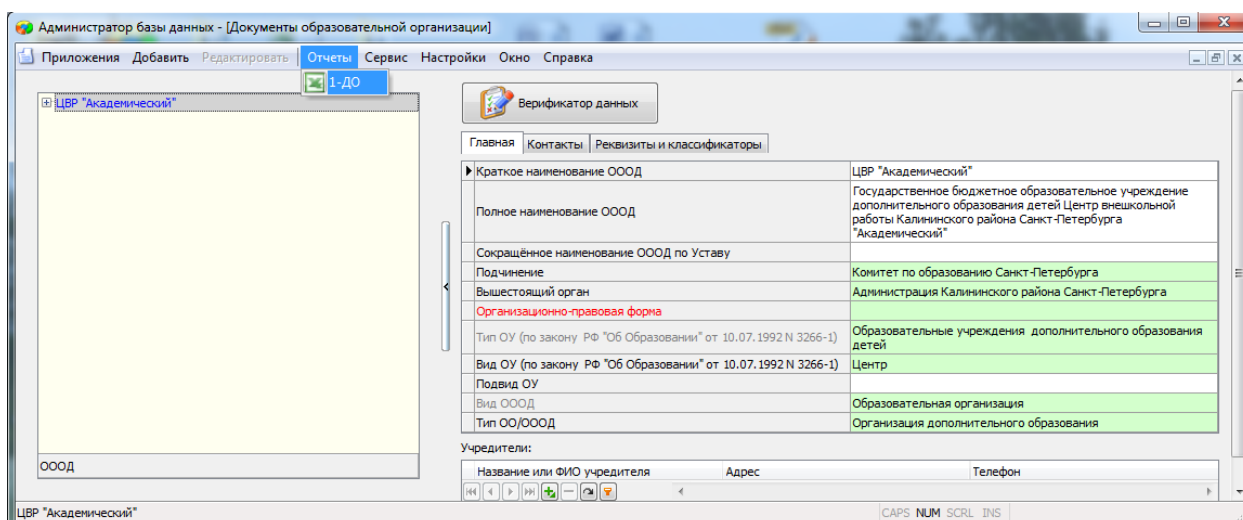 Администратор базы данных - [Документы образовательной организации]
Приложения Добавить Редактировать Отчеты Сервис Настройки Окно Справка
1-ДО
ЦВР "Академический"
Верификатор данных
Главная Контакты Реквизиты и классификаторы
Краткое наименование ОООД ЦВР "Академический"
Полное наименование ОООД Государственное бюджетное образовательное учреждение
дополнительного образования детей Центр внешкольной
работы Калининского района Санкт-Петербурга
"Академический"
Сокращённое наименование ОООД по Уставу
Подчинение Комитет по образованию Санкт-Петербурга
Вышестоящий орган Администрация Калининского района Санкт-Петербурга
Организационно-правовая форма
Тип ОУ (по закону РФ "Об Образовании" от 10.07.1992 N 3266-1) Образовательные учреждения дополнительного образования
детей
Вид ОУ (по закону РФ "Об Образовании" от 10.07.1992 N 3266-1) Центр
Подвид ОУ
Вид ОООД Образовательная организация
Тип ОО/ОООД Организация дополнительного образования
Учредители:
ОООД
Название или ФИО учредителя Адрес Телефон
ЦВР "Академический" CAPS NUM SCRL INS